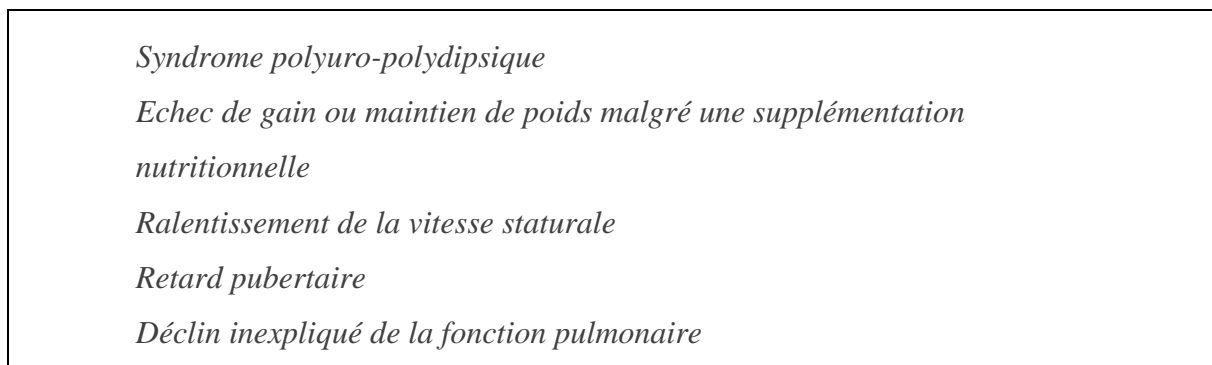 Syndrome polyuro-polydipsique
Echec de gain ou maintien de poids malgré une supplémentation
nutritionnelle
Ralentissement de la vitesse staturale
Retard pubertaire
Déclin inexpliqué de la fonction pulmonaire